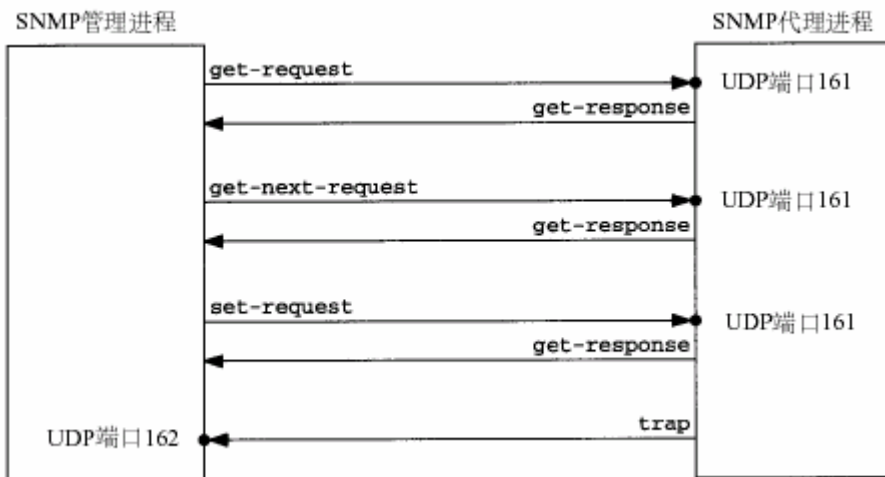 SNMP管理进程
SNMP代理进程
get-request
UDP端口161
get-response
get-next-request
UDP端口161
get-response
set-request
UDP端口161
get-response
trap
UDP端口162